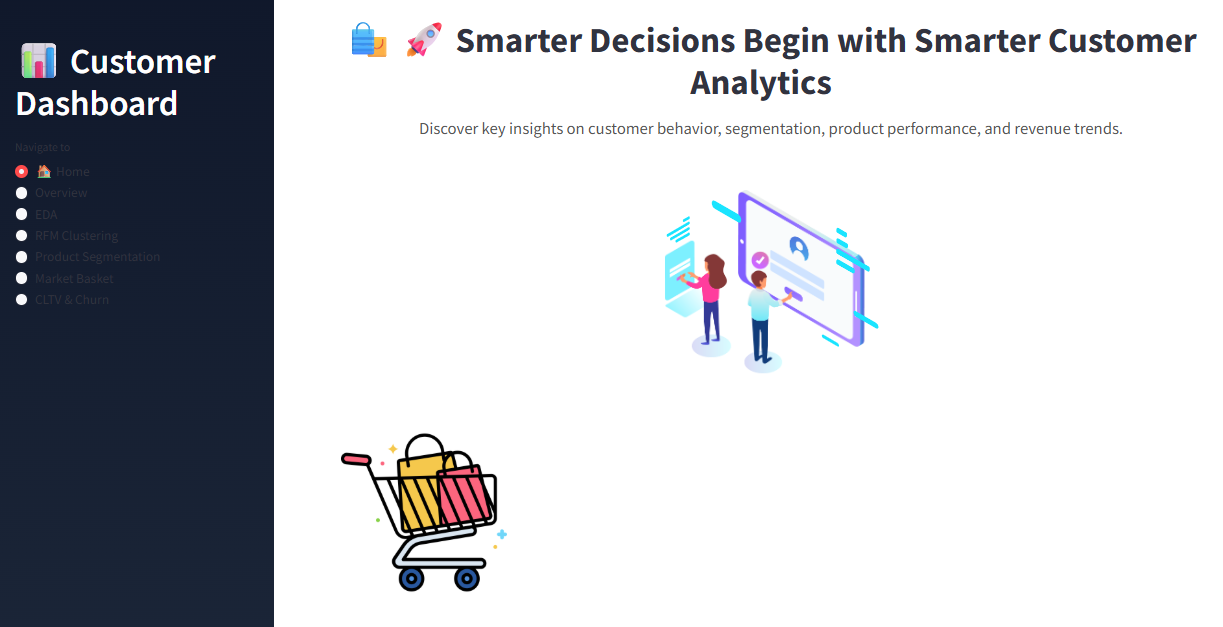 📊 Customer
Dashboard
Navigate to
🏠 Home
Overview
EDA
RFM Clustering
Product Segmentation
Market Basket
CLTV & Churn
🛍️ 🚀 Smarter Decisions Begin with Smarter Customer
Analytics
Discover key insights on customer behavior, segmentation, product performance, and revenue trends.